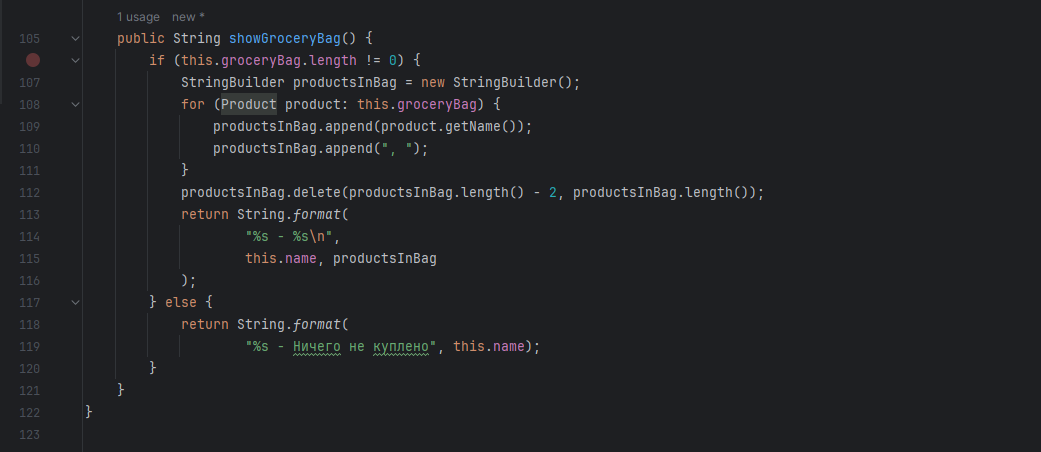 1 usage new *
105 public String showGroceryBag() {
if (this.groceryBag.length != 0) {
107 StringBuilder productsInBag = new StringBuilder();
108 for (Product product: this.groceryBag) {
109 productsInBag.append(product.getName());
110 productsInBag.append(", ");
111 }
112 productsInBag.delete(productsInBag.length() - 2, productsInBag.length());
113 return String.format(
114 "%s - %s\n",
115 this.name, productsInBag
116 );
117 } else {
118 return String.format(
119 "%s - Ничего не куплено", this.name);
120 }
121 }
122 }
123